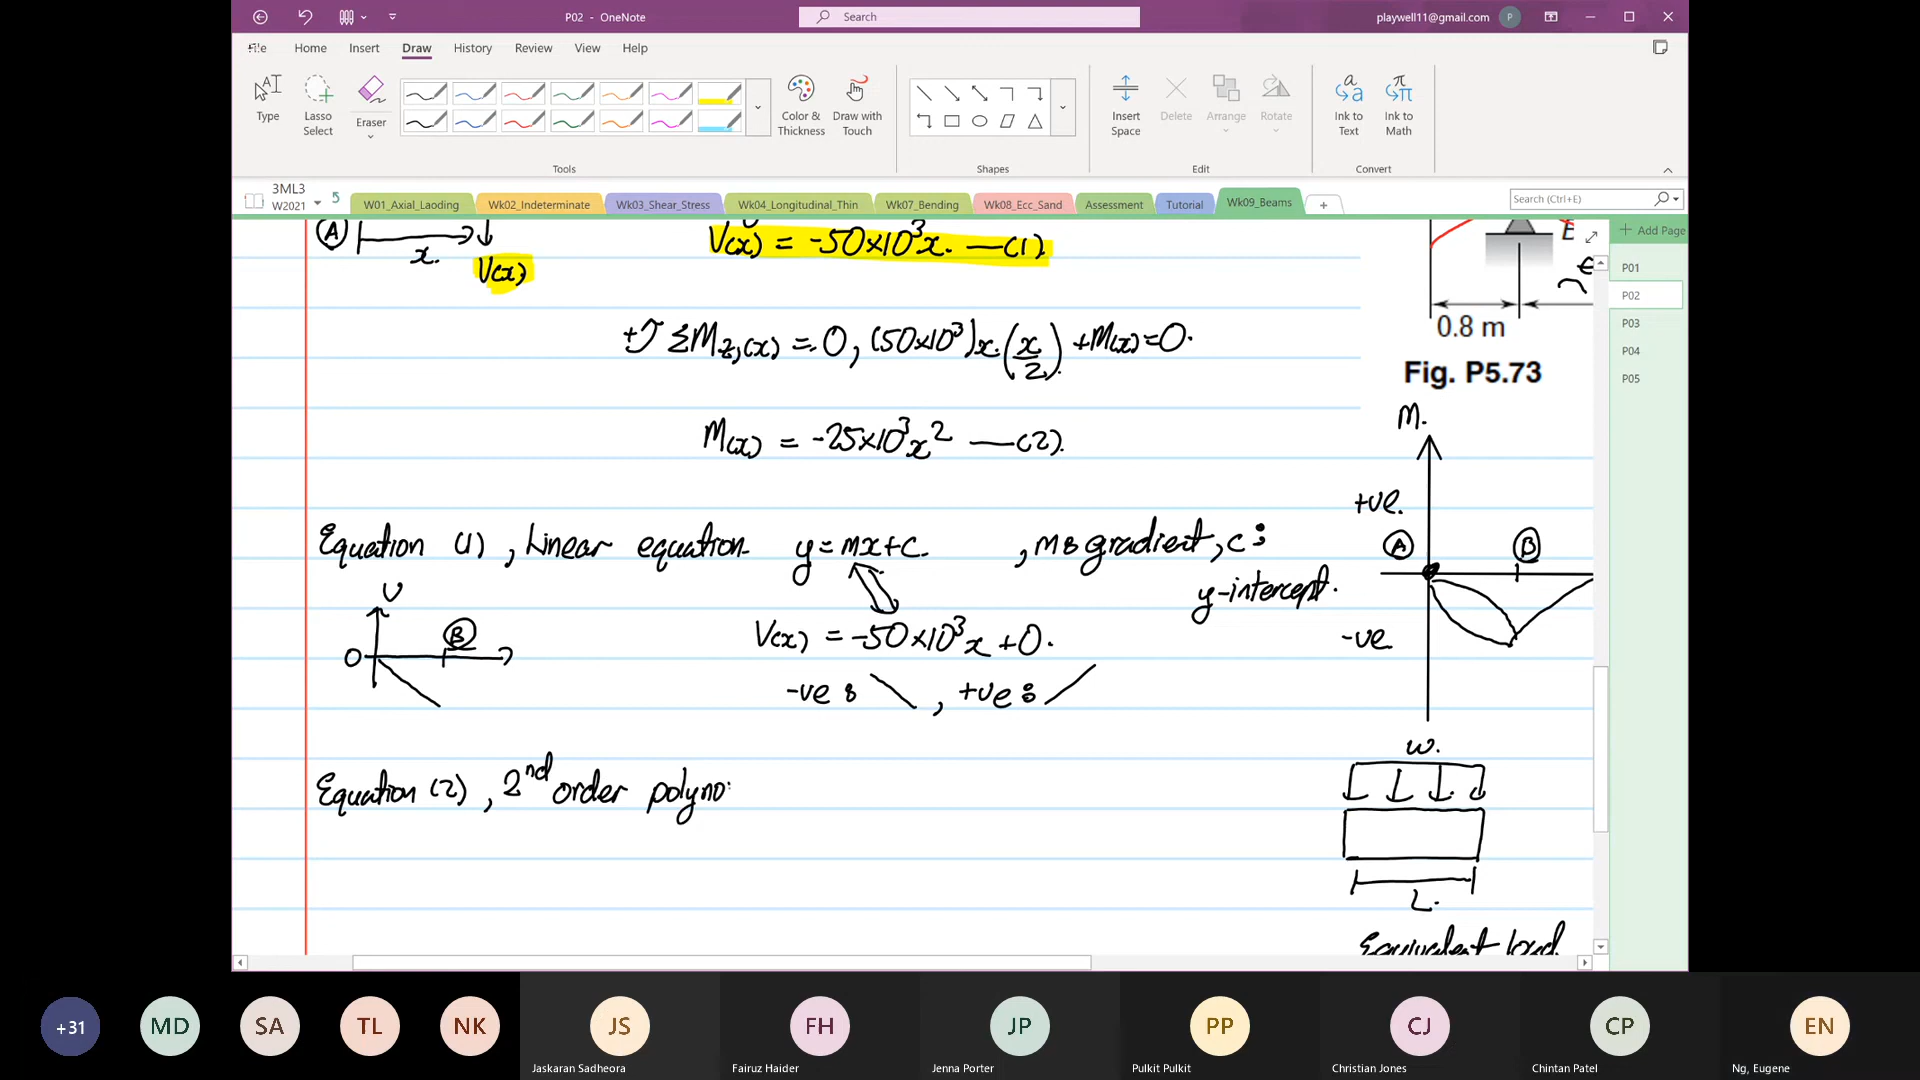 P02 - OneNote
Search
playwell11@gmail.com
P
File
Home
Insert
Draw
History
Review
View
Help
Type
Lasso Select
Eraser
Color & Thickness
Draw with Touch
Insert Space
Delete
Arrange
Rotate
Ink to Text
Ink to Math
Tools
Shapes
Edit
Convert
3ML3 W2021
W01_Axial_Laoding
Wk02_Indeterminate
Wk03_Shear_Stress
Wk04_Longitudinal_Thin
Wk07_Bending
Wk08_Ecc_Sand
Assessment
Tutorial
Wk09_Beams
Search (Ctrl+E)
Add Page
P01
P02
P03
P04
P05
A
x.
V(x)
V(x) = -50×10³x. —(1).
E
0.8 m
Fig. P5.73
ΣM z,(x) = 0, (50×10³)x.(x/2) + M(x) = 0.
M(x) = -25×10³x² —(2).
M.
+ve.
A
B
-ve
Equation (1), Linear equation y = mx+c. , m: gradient, c:
y-intercept.
V
O
B
V(x) = -50×10³x + 0.
-ve: , +ve:
Equation (2), 2nd order polyno
w.
L.
Equivalent load
+31
MD
SA
TL
NK
JS
Jaskaran Sadheora
FH
Fairuz Haider
JP
Jenna Porter
PP
Pulkit Pulkit
CJ
Christian Jones
CP
Chintan Patel
EN
Ng, Eugene